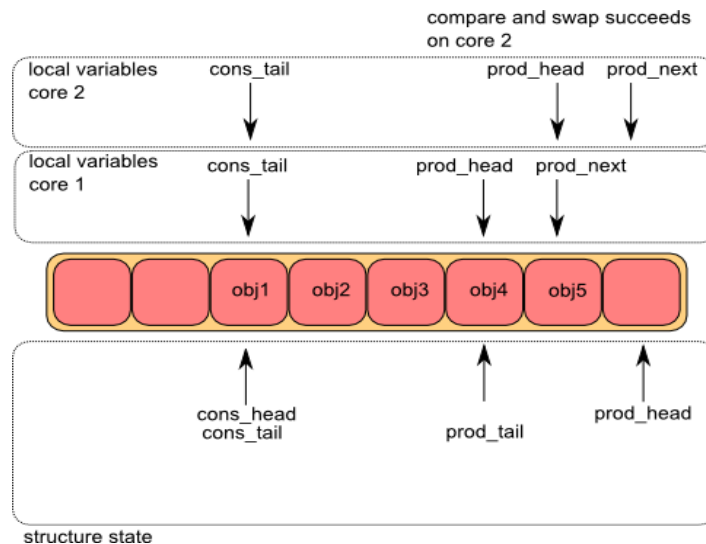 compare and swap succeeds
on core 2
local variables
core 2
cons_tail
prod_head
prod_next
local variables
core 1
cons_tail
prod_head
prod_next
obj1
obj2
obj3
obj4
obj5
cons_head
cons_tail
prod_tail
prod_head
structure state